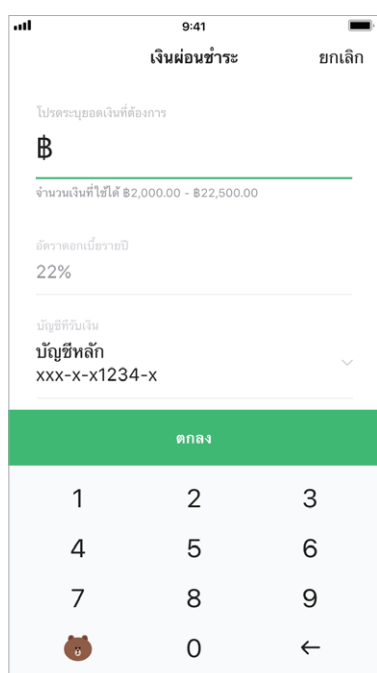 9:41
เงินผ่อนชำระ ยกเลิก
โปรดระบุยอดเงินที่ต้องการ
฿
จำนวนเงินที่ใช้ได้ ฿2,000.00 - ฿22,500.00
อัตราดอกเบี้ยรายปี
22%
บัญชีที่รับเงิน
บัญชีหลัก
xxx-x-x1234-x
ตกลง
1 2 3
4 5 6
7 8 9
0